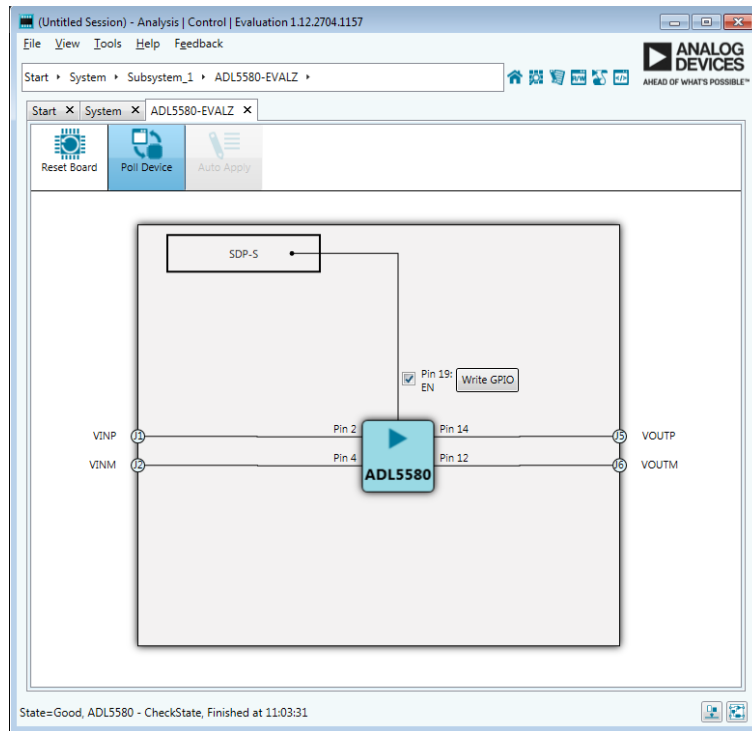 (Untitled Session) - Analysis | Control | Evaluation 1.12.2704.1157
File View Tools Help Feedback
ANALOG
DEVICES
AHEAD OF WHAT'S POSSIBLE™
Start System Subsystem_1 ADL5580-EVALZ
Start System ADL5580-EVALZ
Reset Board Poll Device Auto Apply
SDP-S
Pin 19:
EN
Write GPIO
VINP J1 Pin 2 Pin 14 J5 VOUTP
VINM J2 Pin 4 Pin 12 J6 VOUTM
ADL5580
State=Good, ADL5580 - CheckState, Finished at 11:03:31